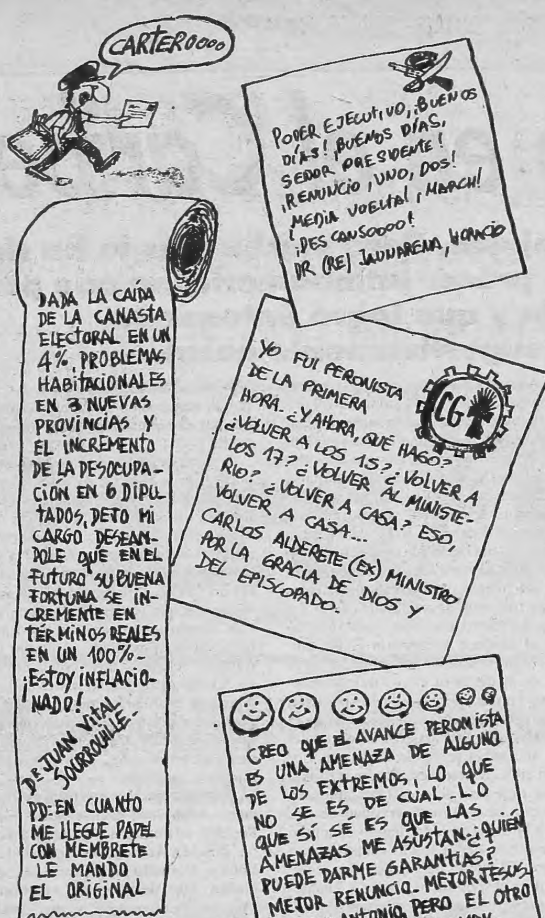 CARTEROooo
DADA LA CAÍDA
DE LA CANASTA
ELECTORAL EN UN
4%, PROBLEMAS
HABITACIONALES
EN 3 NUEVAS
PROVINCIAS Y
EL INCREMENTO
DE LA DESOCUPA-
CIÓN EN 6 DIPU
TADOS, DEJO MI
CARGO DESEAN-
DOLE QUE EN EL
FUTURO SU BUENA
FORTUNA SE IN-
CREMENTE EN
TERMINOS REALES
EN UN 100%-
¡ESTOY INFLACIO-
NADO!
DE JUAN VITAL
SOURROUILLE-
PD: EN CUANTO
ME LLEGUE PAPEL
CON MEMBRETE
LE MANDO
EL ORIGINAL
PODER EJECUTIVO, ¡BUENOS
DÍAS! ¡BUENOS DÍAS,
SEÑOR PRESIDENTE!
¡RENUNCIO, UNO, DOS!
¡MEDIA VUELTA!, ¡MARCH!
¡DESCANSOOOO!
DR (RE) JAUNARENA, HORACIO
CG
YO FUI PERONISTA
DE LA PRIMERA
HORA. ¿Y AHORA, QUÉ HAGO?
¿VOLVER A LOS 15? ¿VOLVER A
LOS 17? ¿VOLVER AL MINISTE-
RIO? ¿VOLVER A CASA? ESO,
VOLVER A CASA...
CARLOS ALDERETE (EX) MINISTRO
POR LA GRACIA DE DIOS Y
DEL EPISCOPADO.
CREO QUE EL AVANCE PERONISTA
ES UNA AMENAZA DE ALGUNO
DE LOS EXTREMOS, LO QUE
NO SE ES DE CUAL. LO
QUE SÍ SÉ ES QUE LAS
AMENAZAS ME ASUSTAN. ¿QUIÉN
PUEDE DARME GARANTÍAS?
MEJOR RENUNCIO. MEJOR JESUS,
ANTONIO, PERO EL OTRO